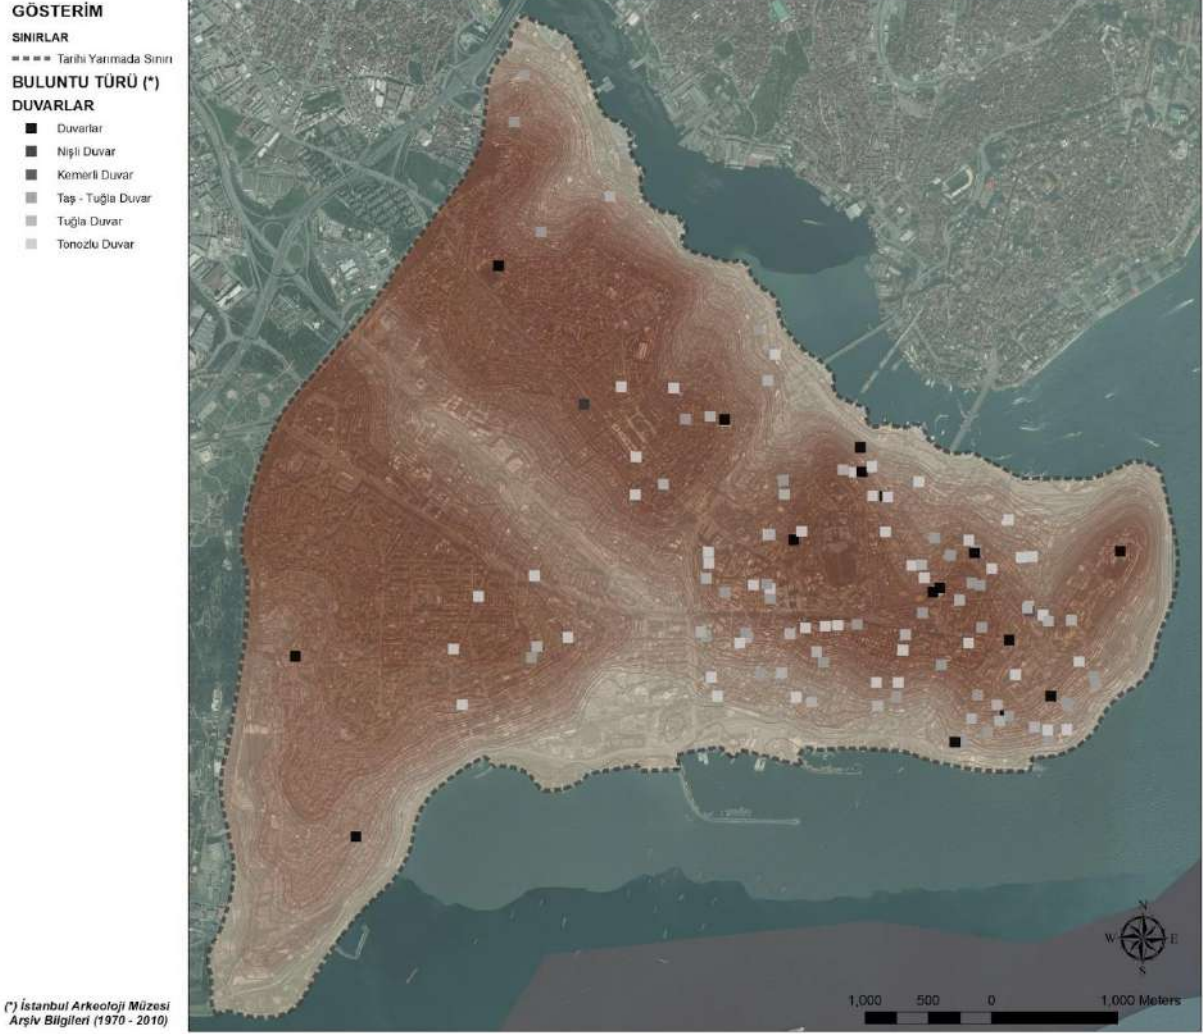 GÖSTERİM
SINIRLAR
Tarihi Yarımada Sınırı
BULUNTU TÜRÜ (*)
DUVARLAR
Duvarlar
Nişli Duvar
Kemerli Duvar
Taş - Tuğla Duvar
Tuğla Duvar
Tonozlu Duvar
N
W E
S
1,000 500 0 1,000 Meters
(*) İstanbul Arkeoloji Müzesi
Arşiv Bilgileri (1970 - 2010)